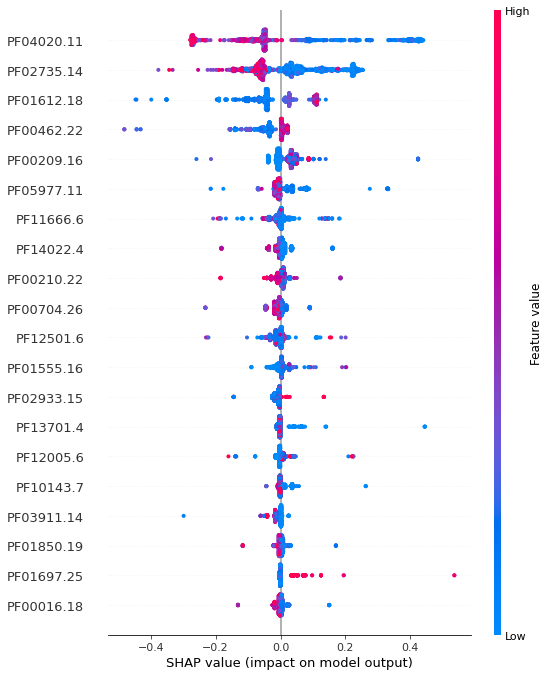 High
PF04020.11
PF02735.14
PF01612.18
PF00462.22
PF00209.16
PF05977.11
PF11666.6
PF14022.4
PF00210.22
PF00704.26
PF12501.6
PF01555.16
PF02933.15
PF13701.4
PF12005.6
PF10143.7
PF03911.14
PF01850.19
PF01697.25
PF00016.18
Feature value
Low
−0.4 −0.2 0.0 0.2 0.4
SHAP value (impact on model output)